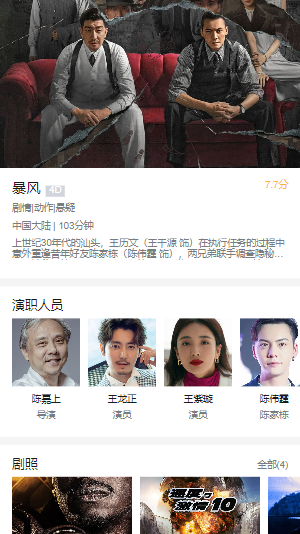 暴风 4D
7.7分
剧情|动作|悬疑
中国大陆 | 103分钟
上世纪30年代的汕头，王历文（王千源 饰）在执行任务的过程中
意外重逢昔年好友陈家栋（陈伟霆 饰），两兄弟联手调查隐秘...
演职人员
陈嘉上
王龙正
王紫璇
陈伟霆
导演
演员
演员
陈家栋
剧照
全部(4)
速度与
激情10